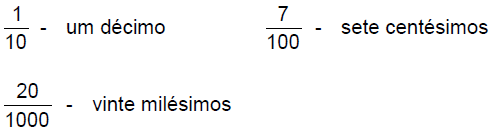 1/10 - um décimo
7/100 - sete centésimos
20/1000 - vinte milésimos